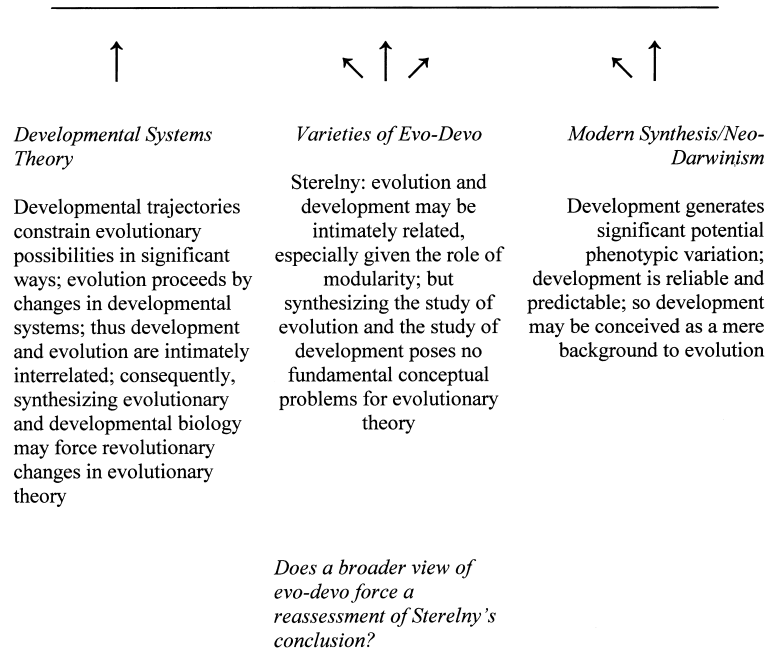 Developmental Systems
Theory
Developmental trajectories
constrain evolutionary
possibilities in significant
ways; evolution proceeds by
changes in developmental
systems; thus development
and evolution are intimately
interrelated; consequently,
synthesizing evolutionary
and developmental biology
may force revolutionary
changes in evolutionary
theory
Varieties of Evo-Devo
Sterelny: evolution and
development may be
intimately related,
especially given the role of
modularity; but
synthesizing the study of
evolution and the study of
development poses no
fundamental conceptual
problems for evolutionary
theory
Modern Synthesis/Neo-
Darwinism
Development generates
significant potential
phenotypic variation;
development is reliable and
predictable; so development
may be conceived as a mere
background to evolution
Does a broader view of
evo-devo force a
reassessment of Sterelny's
conclusion?